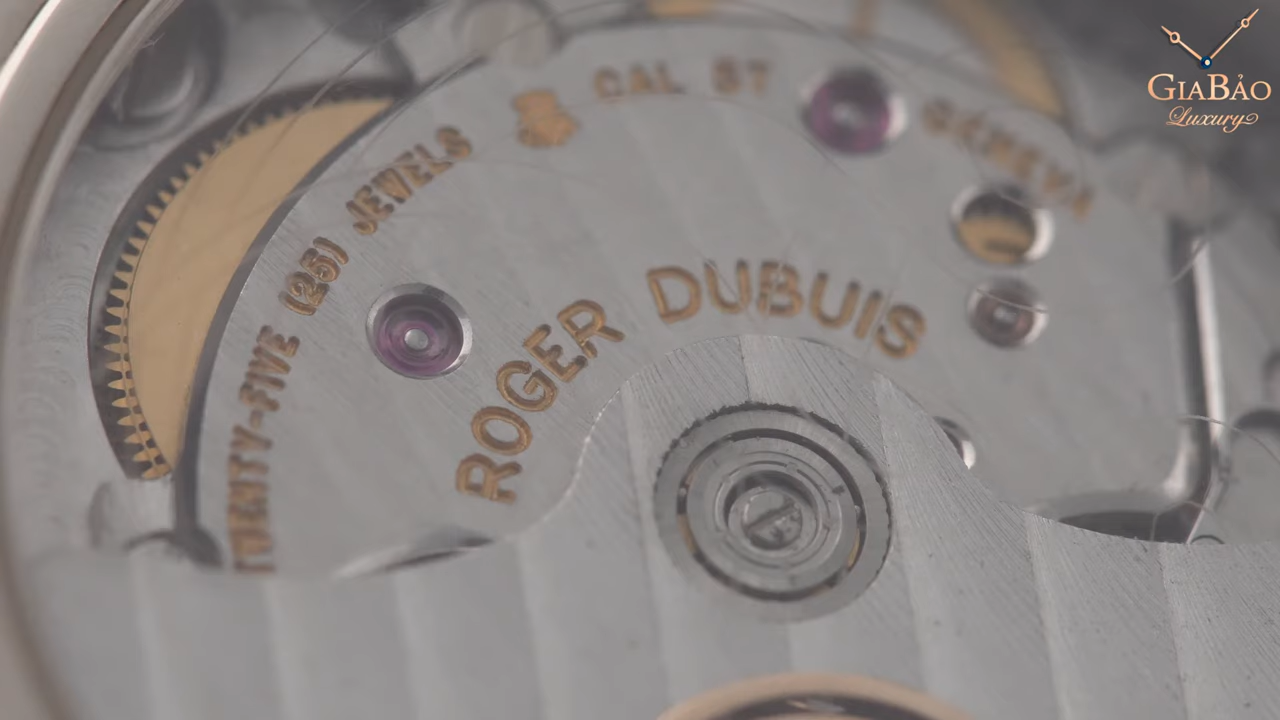 GIABẢO
Luxury
CAL 57
GENEVA
TWENTY-FIVE (25) JEWELS
ROGER DUBUIS